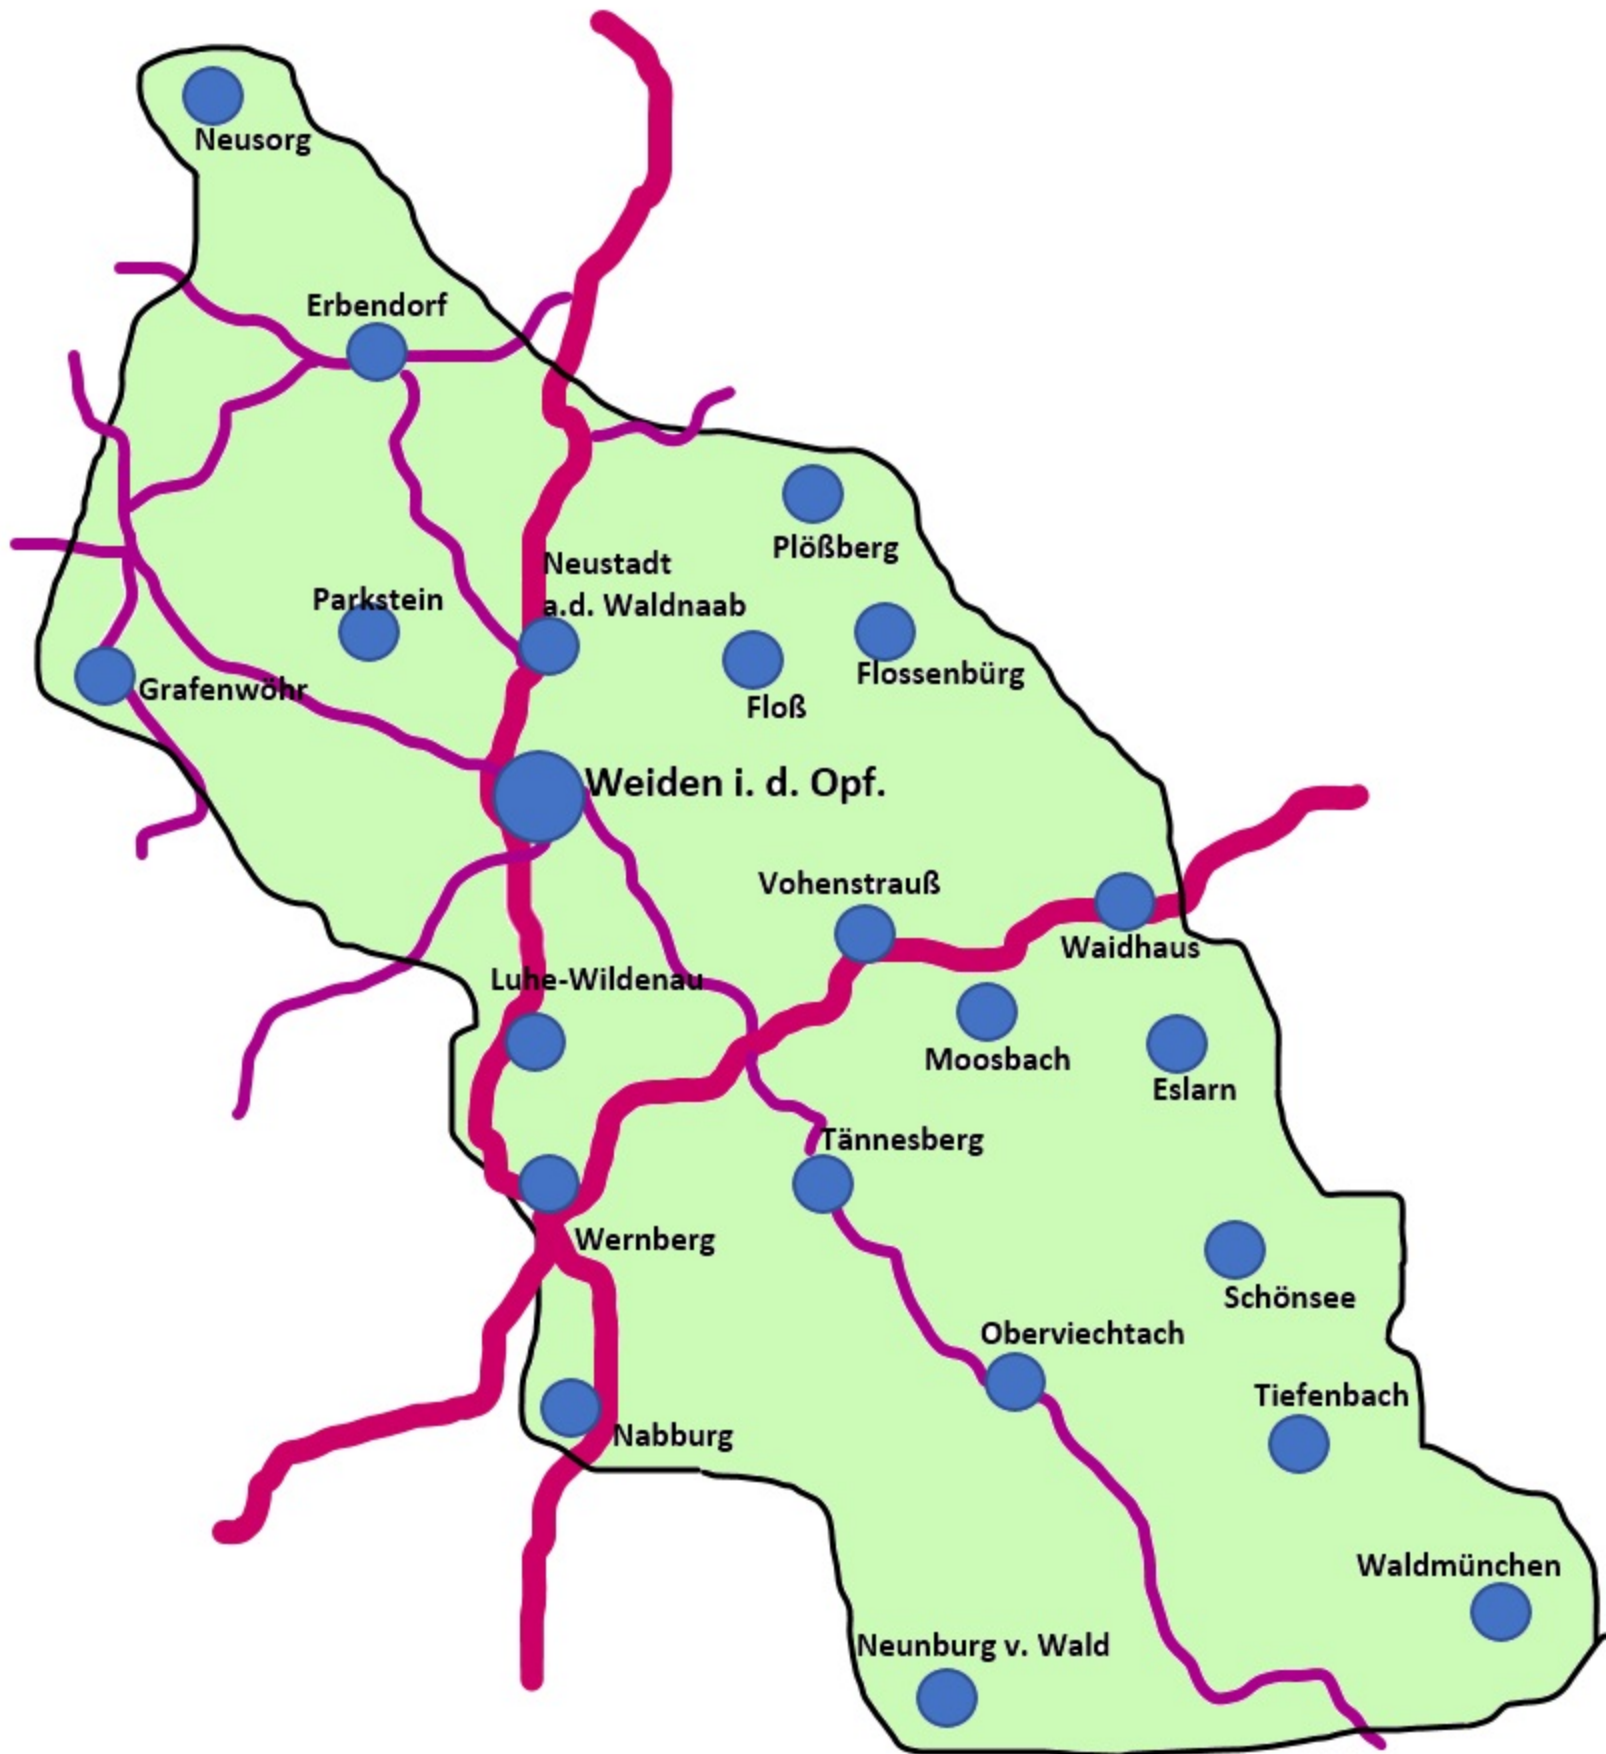 Neusorg
Erbendorf
Plößberg
Neustadt
a.d. Waldnaab
Parkstein
Flossenbürg
Grafenwöhr
Floß
Weiden i. d. Opf.
Vohenstrauß
Waidhaus
Luhe-Wildenau
Moosbach
Eslarn
Tännesberg
Wernberg
Schönsee
Oberviechtach
Tiefenbach
Nabburg
Waldmünchen
Neunburg v. Wald